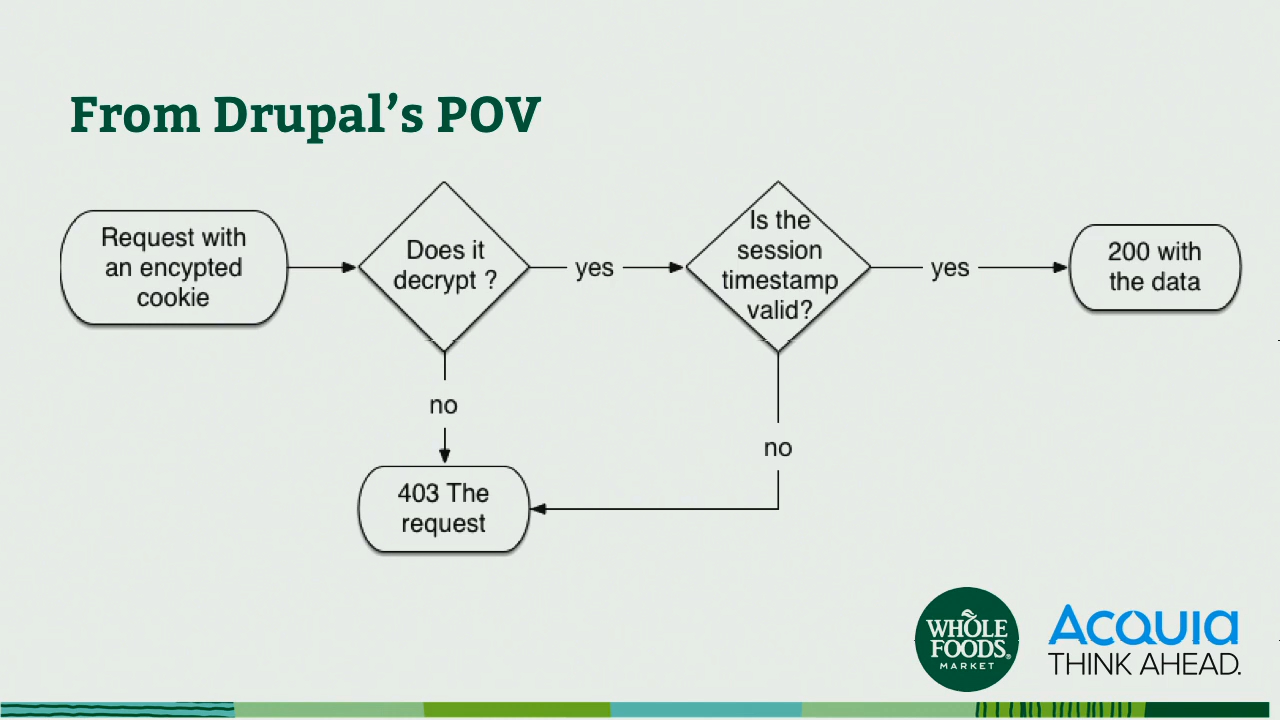 From Drupal’s POV
Request with
an encypted
cookie
Does it
decrypt ?
yes
Is the
session
timestamp
valid?
yes
200 with
the data
no
no
403 The
request
WHOLE
FOODS®
MARKET
Acquia
THINK AHEAD.